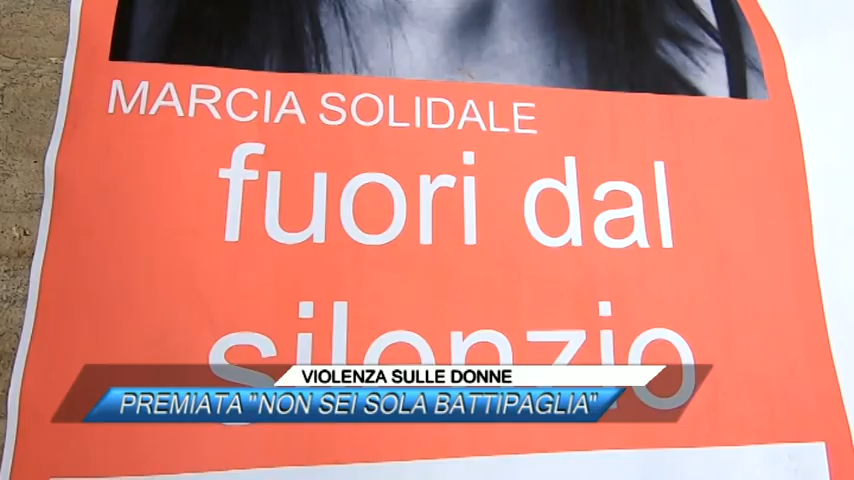 MARCIA SOLIDALE
fuori dal
silenzio
VIOLENZA SULLE DONNE
PREMIATA "NON SEI SOLA BATTIPAGLIA"